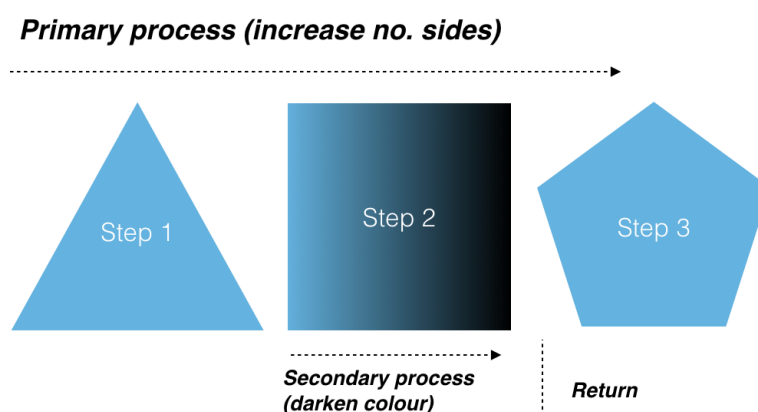 Primary process (increase no. sides)
Step 1
Step 2
Step 3
Secondary process
(darken colour)
Return